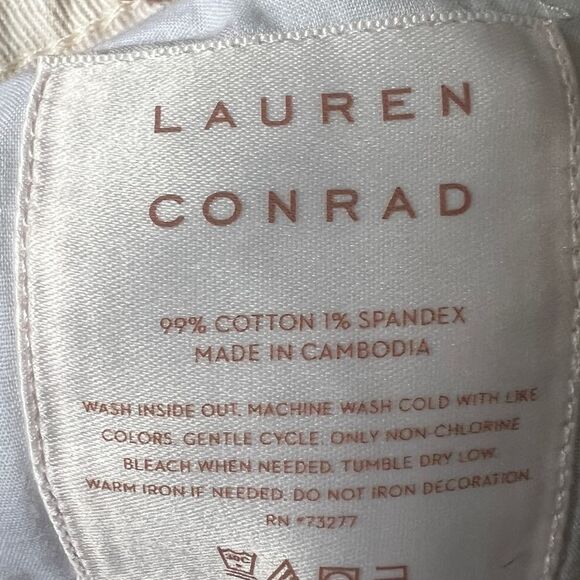 LAUREN
CONRAD
99% COTTON 1% SPANDEX
MADE IN CAMBODIA
WASH INSIDE OUT. MACHINE WASH COLD WITH LIKE
COLORS. GENTLE CYCLE. ONLY NON-CHLORINE
BLEACH WHEN NEEDED. TUMBLE DRY LOW.
WARM IRON IF NEEDED. DO NOT IRON DECORATION.
RN #73277
30C